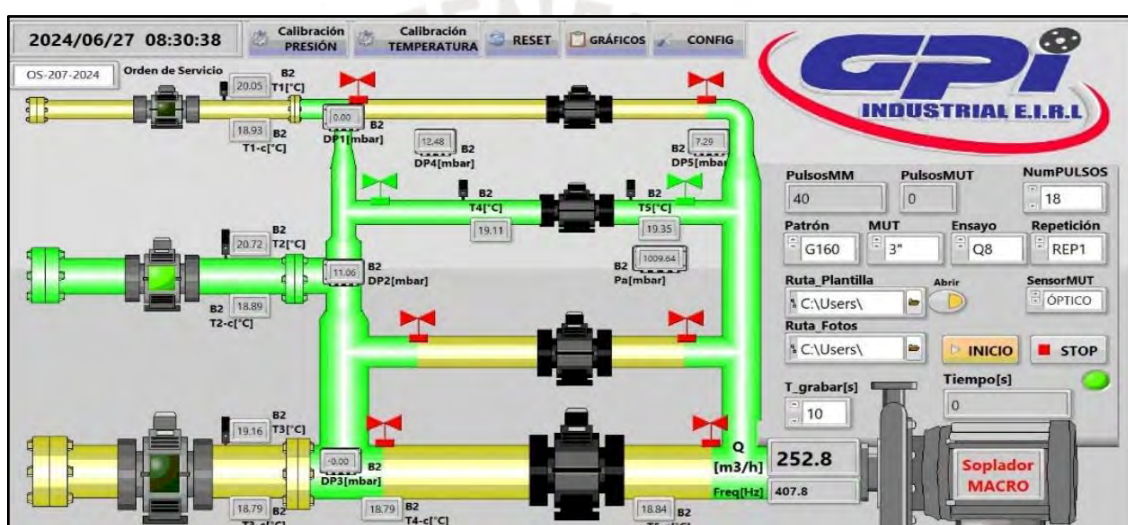 2024/06/27 08:30:38
Calibración
PRESIÓN
Calibración
TEMPERATURA
RESET
GRÁFICOS
CONFIG
GPi
INDUSTRIAL E.I.R.L
OS-207-2024
Orden de Servicio
20.05
B2
T1[°C]
18.93
B2
T1-c[°C]
0.00
B2
DP1[mbar]
12.48
B2
DP4[mbar]
7.29
B2
DP5[mbar]
B2
T4[°C]
19.11
B2
T5[°C]
19.35
20.72
B2
T2[°C]
11.06
B2
DP2[mbar]
1009.64
B2
Pa[mbar]
18.89
B2
T2-c[°C]
19.16
B2
T3[°C]
-0.00
B2
DP3[mbar]
18.79
B2
T3-c[°C]
18.79
B2
T4-c[°C]
18.84
B2
PulsosMM
40
PulsosMUT
0
NumPULSOS
18
Patrón
G160
MUT
3"
Ensayo
Q8
Repetición
REP1
Ruta_Plantilla
C:\Users\
Abrir
SensorMUT
ÓPTICO
Ruta_Fotos
C:\Users\
INICIO
STOP
T_grabar[s]
10
Tiempo[s]
0
Q
[m3/h]
252.8
Freq[Hz]
407.8
Soplador
MACRO